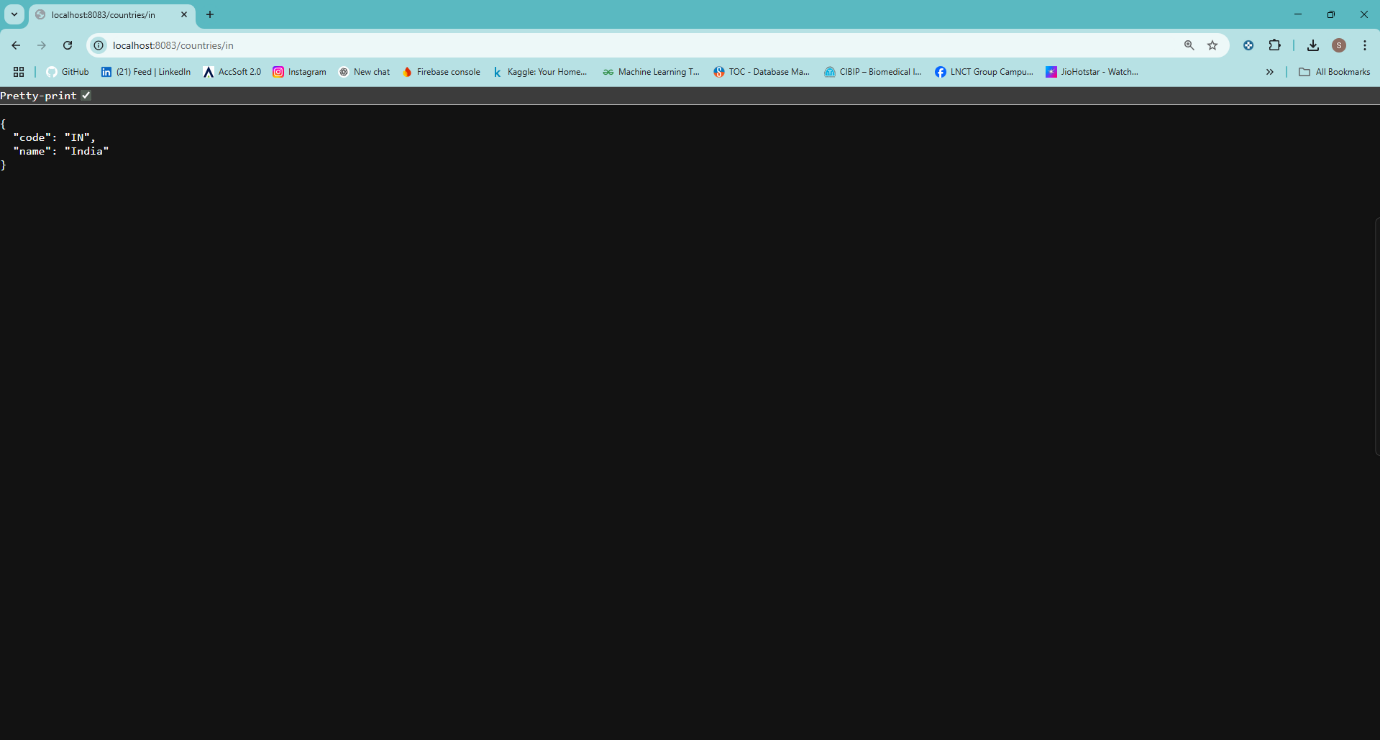 localhost:8083/countries/in
localhost:8083/countries/in
S
GitHub (21) Feed | LinkedIn AccSoft 2.0 Instagram New chat Firebase console Kaggle: Your Home... Machine Learning T... TOC - Database Ma... CIBIP – Biomedical I... LNCT Group Campu... JioHotstar - Watch... » All Bookmarks
Pretty-print
{
"code": "IN",
"name": "India"
}